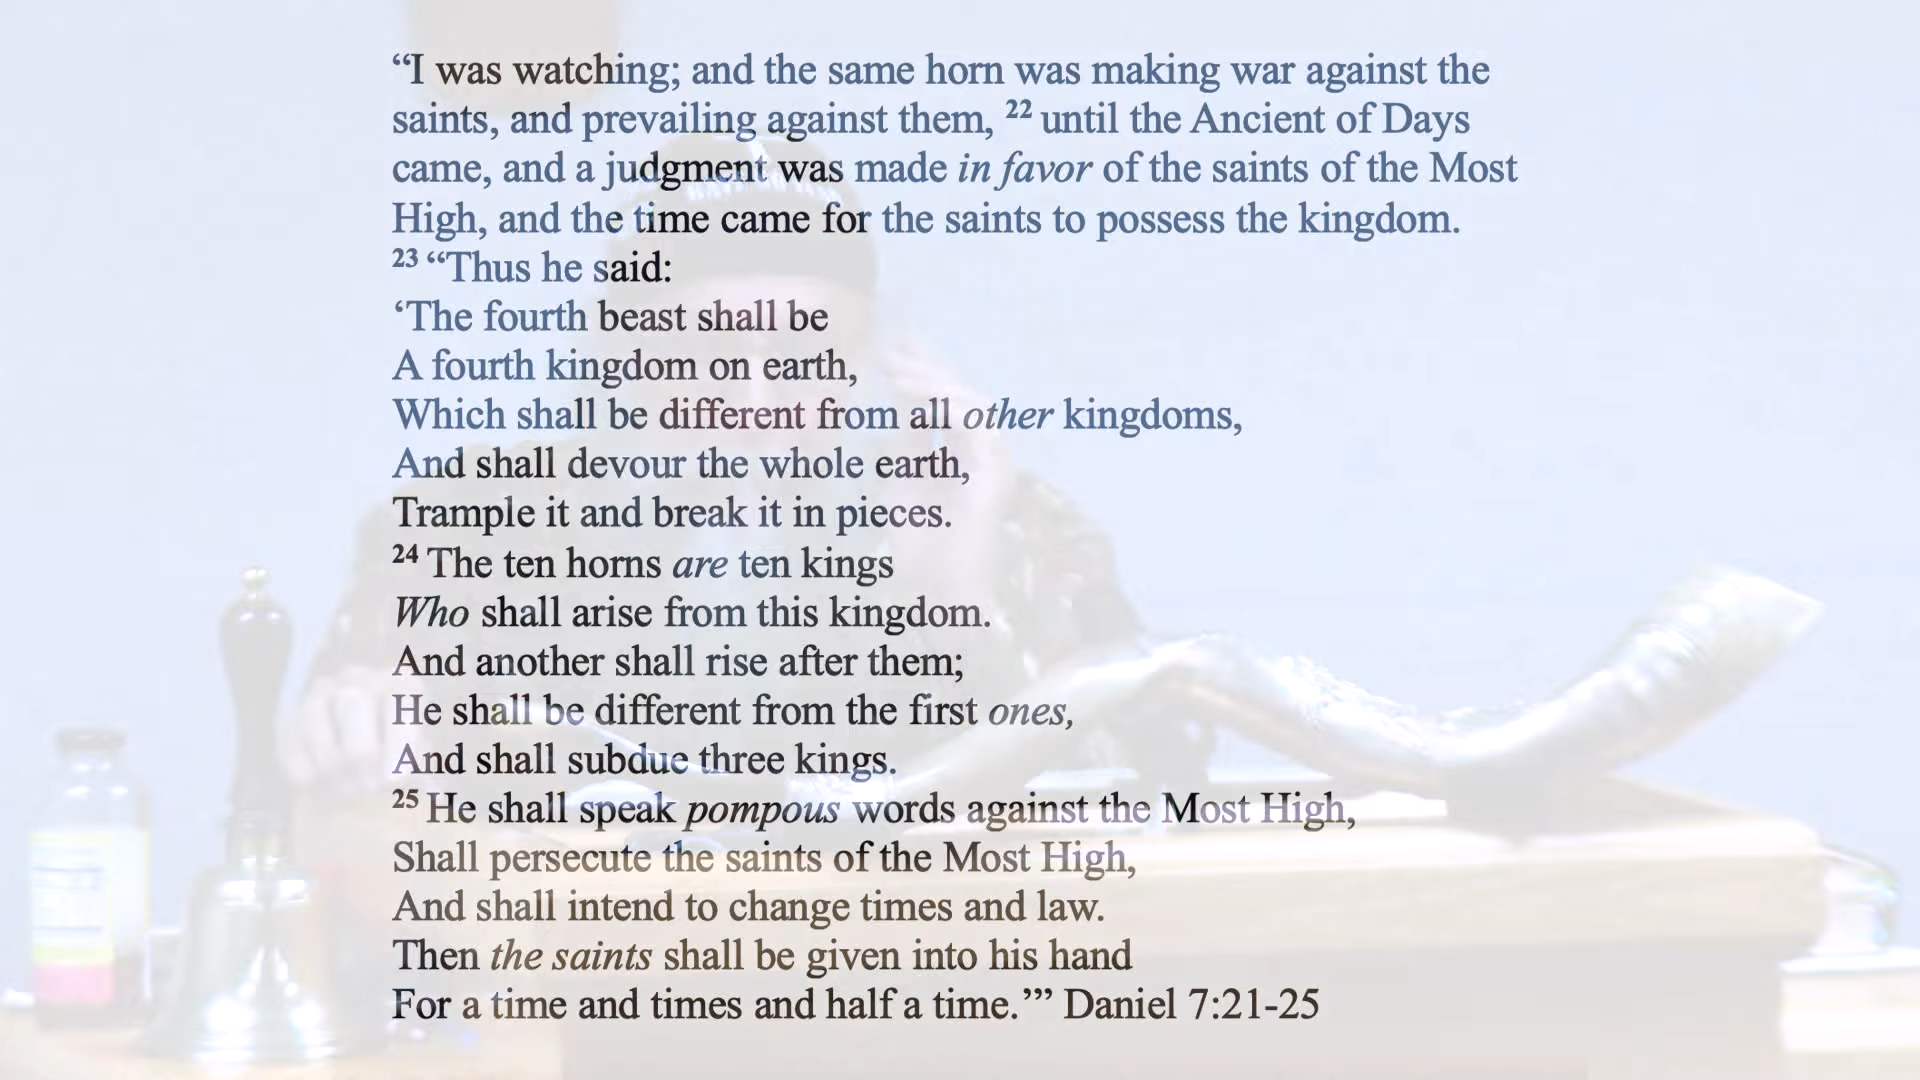 “I was watching; and the same horn was making war against the
saints, and prevailing against them, 22 until the Ancient of Days
came, and a judgment was made in favor of the saints of the Most
High, and the time came for the saints to possess the kingdom.
23 “Thus he said:
‘The fourth beast shall be
A fourth kingdom on earth,
Which shall be different from all other kingdoms,
And shall devour the whole earth,
Trample it and break it in pieces.
24 The ten horns are ten kings
Who shall arise from this kingdom.
And another shall rise after them;
He shall be different from the first ones,
And shall subdue three kings.
25 He shall speak pompous words against the Most High,
Shall persecute the saints of the Most High,
And shall intend to change times and law.
Then the saints shall be given into his hand
For a time and times and half a time.’” Daniel 7:21-25